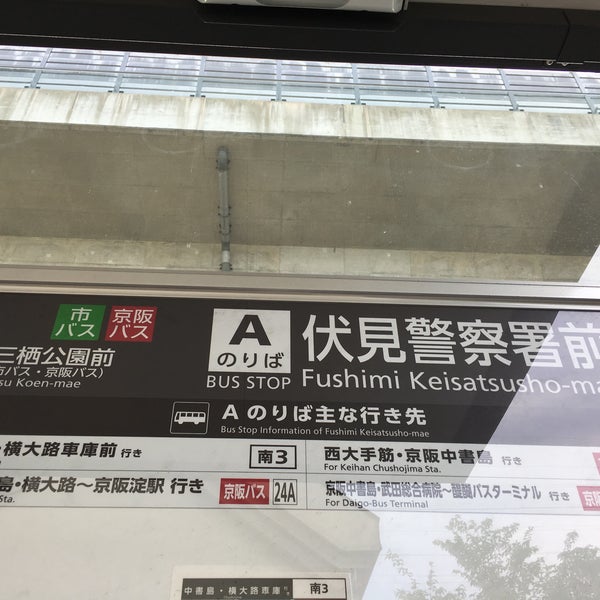 市バス
京阪バス
三栖公園前
市バス・京阪バス）
su Koen-mae
A
のりば
BUS STOP
伏見警察署前
Fushimi Keisatsusho-ma
A のりば主な行き先
Bus Stop Information of Fushimi Keisatsusho-mae
・横大路車庫前 行き
南3
西大手筋・京阪中書島 行き
For Keihan Chushojima Sta.
島・横大路～京阪淀駅 行き
Sta.
京阪バス 24A
京阪中書島・武田総合病院～醍醐バスターミナル 行き
For Daigo-Bus Terminal
中書島・横大路車庫
南3